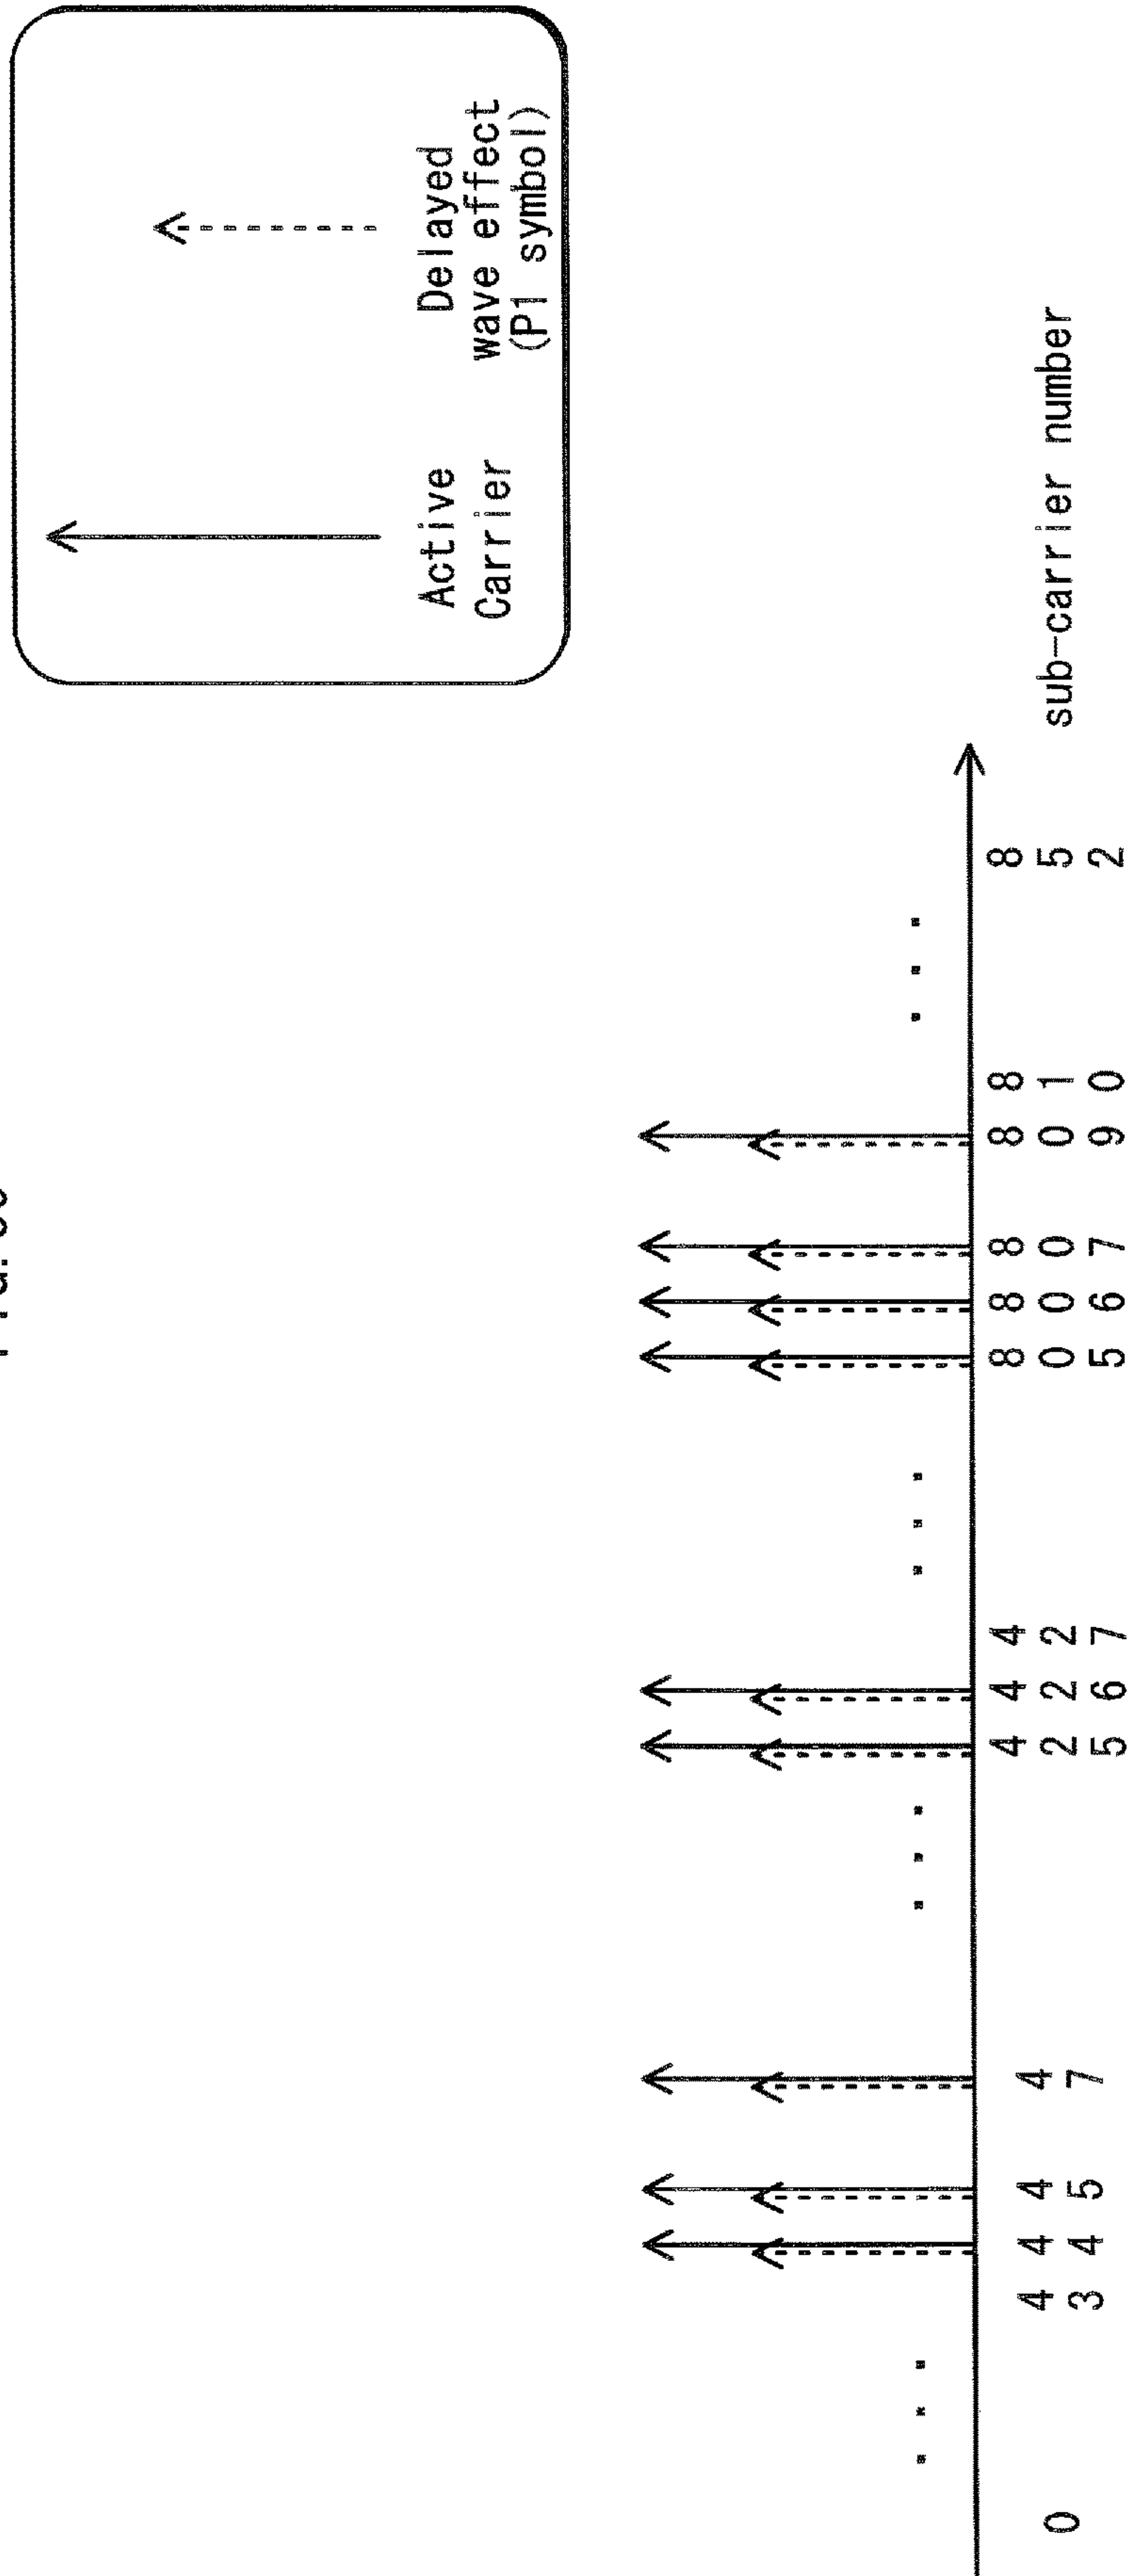 Active
Carrier
Delayed
wave effect
(P1 symbol)
0
43
44
45
47
425
426
427
805
806
807
809
810
852
sub-carrier number